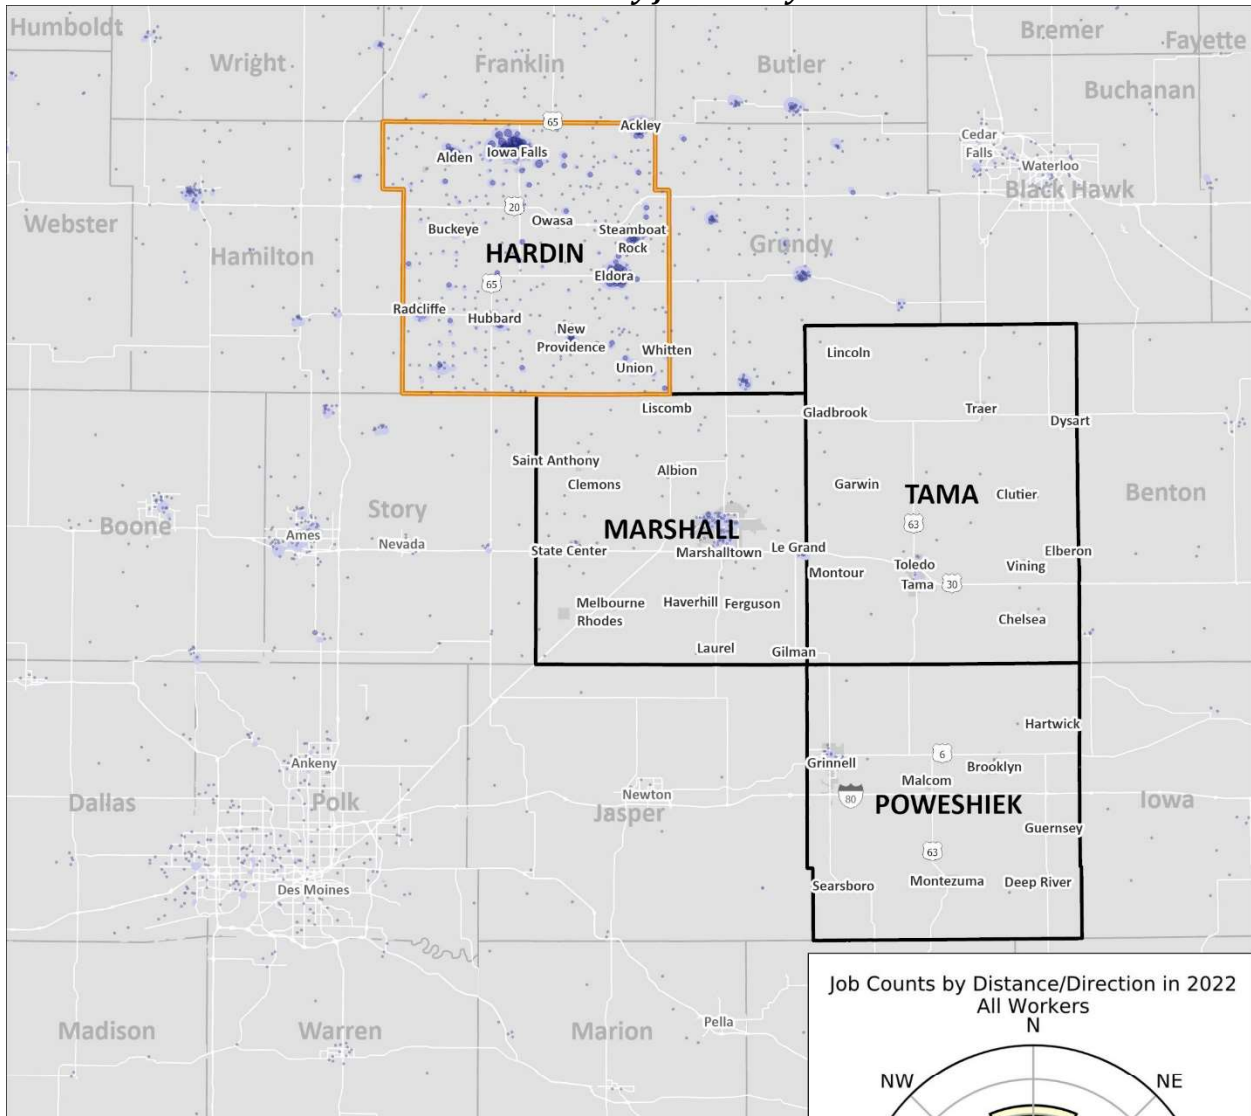 Humboldt
Wright
Franklin
Butler
Bremer
Fayette
Buchanan
65
Ackley
Alden
Iowa Falls
Cedar
Falls
Waterloo
Black Hawk
Webster
Hamilton
20
Owasa
Buckeye
Steamboat
Rock
HARDIN
Grundy
Eldora
65
Radcliffe
Hubbard
New
Providence
Whitten
Union
Lincoln
Liscomb
Gladbrook
Traer
Dysart
Saint Anthony
Albion
Clemons
Garwin
TAMA
Clutier
Benton
Story
Boone
MARSHALL
63
Ames
Nevada
State Center
Marshalltown
Le Grand
Elberon
Montour
Toledo
Tama
30
Vining
Melbourne
Rhodes
Haverhill
Ferguson
Chelsea
Laurel
Gilman
Hartwick
Ankeny
Grinnell
6
Brooklyn
Malcom
Dallas
Polk
Newton
Jasper
80
POWESHIEK
Iowa
Guernsey
63
Des Moines
Searsboro
Montezuma
Deep River
Job Counts by Distance/Direction in 2022
All Workers
N
Madison
Warren
Marion
Pella
NW
NE